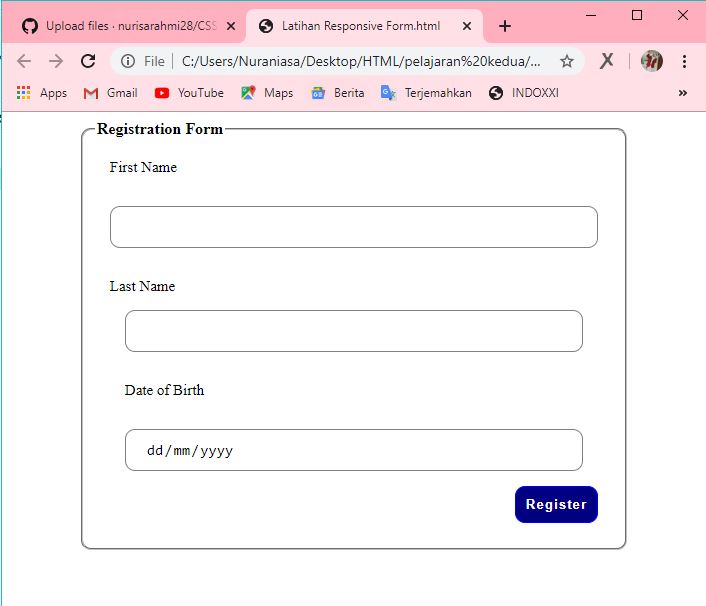 Upload files · nurisarahmi28/CSS
Latihan Responsive Form.html
File
C:/Users/Nuraniasa/Desktop/HTML/pelajaran%20kedua/...
Apps Gmail YouTube Maps Berita Terjemahkan INDOXXI »
Registration Form
First Name
Last Name
Date of Birth
dd/mm/yyyy
Register